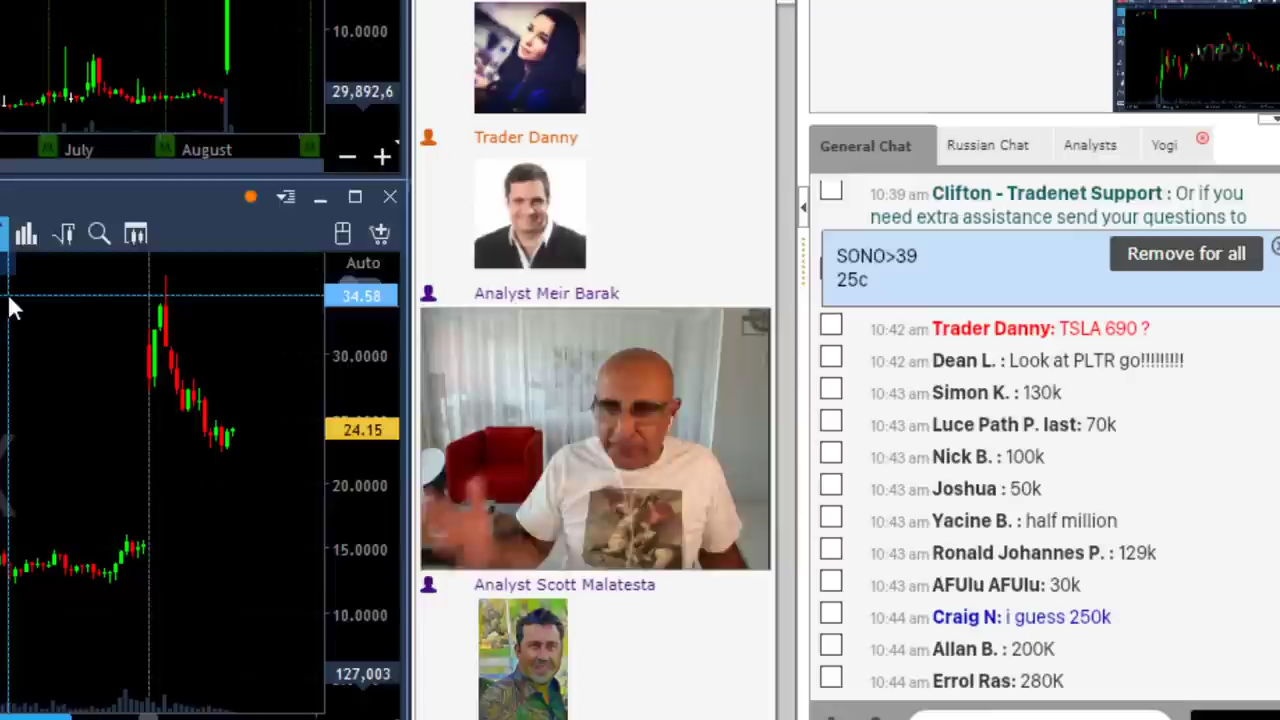 10.0000
29,892,6
July
August
Auto
34.58
30.0000
24.15
20.0000
15.0000
10.0000
127,003
Trader Danny
Analyst Meir Barak
Analyst Scott Malatesta
General Chat
Russian Chat
Analysts
Yogi
10:39 am Clifton - Tradenet Support : Or if you
need extra assistance send your questions to
SONO>39
25c
Remove for all
10:42 am Trader Danny: TSLA 690 ?
10:42 am Dean L. : Look at PLTR go!!!!!!!!!
10:43 am Simon K. : 130k
10:43 am Luce Path P. last: 70k
10:43 am Nick B. : 100k
10:43 am Joshua : 50k
10:43 am Yacine B. : half million
10:43 am Ronald Johannes P. : 129k
10:43 am AFUlu AFUlu: 30k
10:44 am Craig N: i guess 250k
10:44 am Allan B. : 200K
10:44 am Errol Ras: 280K